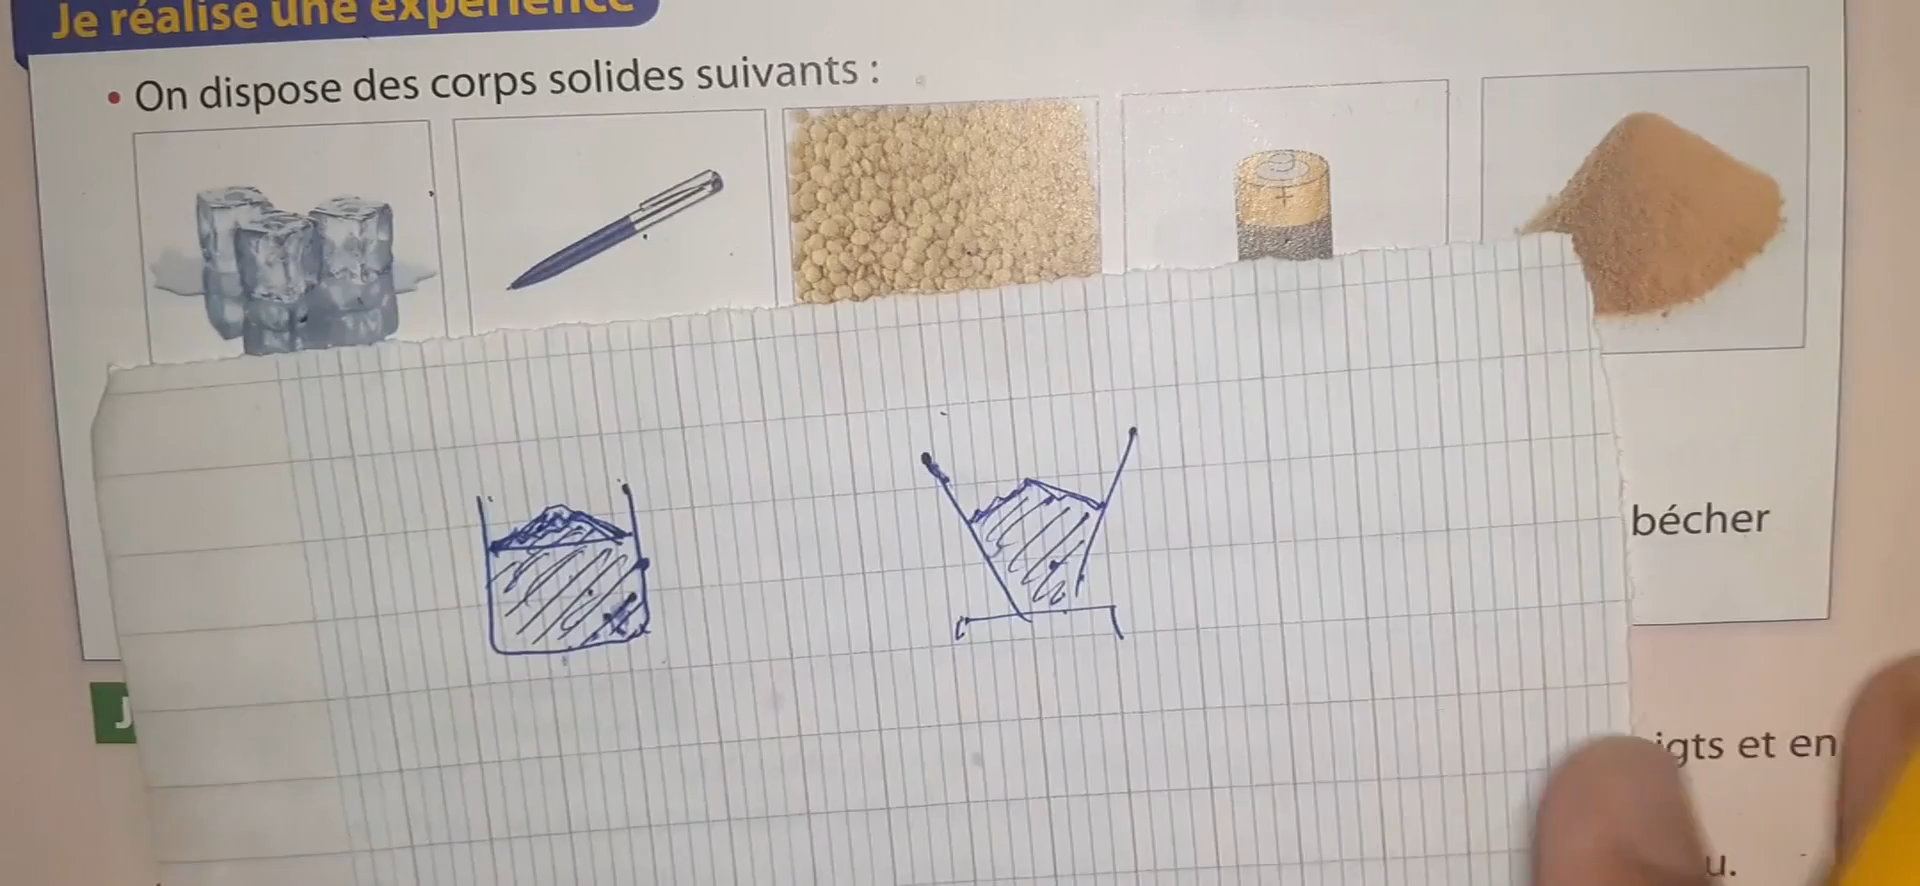 Je réalise une expérience
• On dispose des corps solides suivants :
+
bécher
J
igts et en
u.